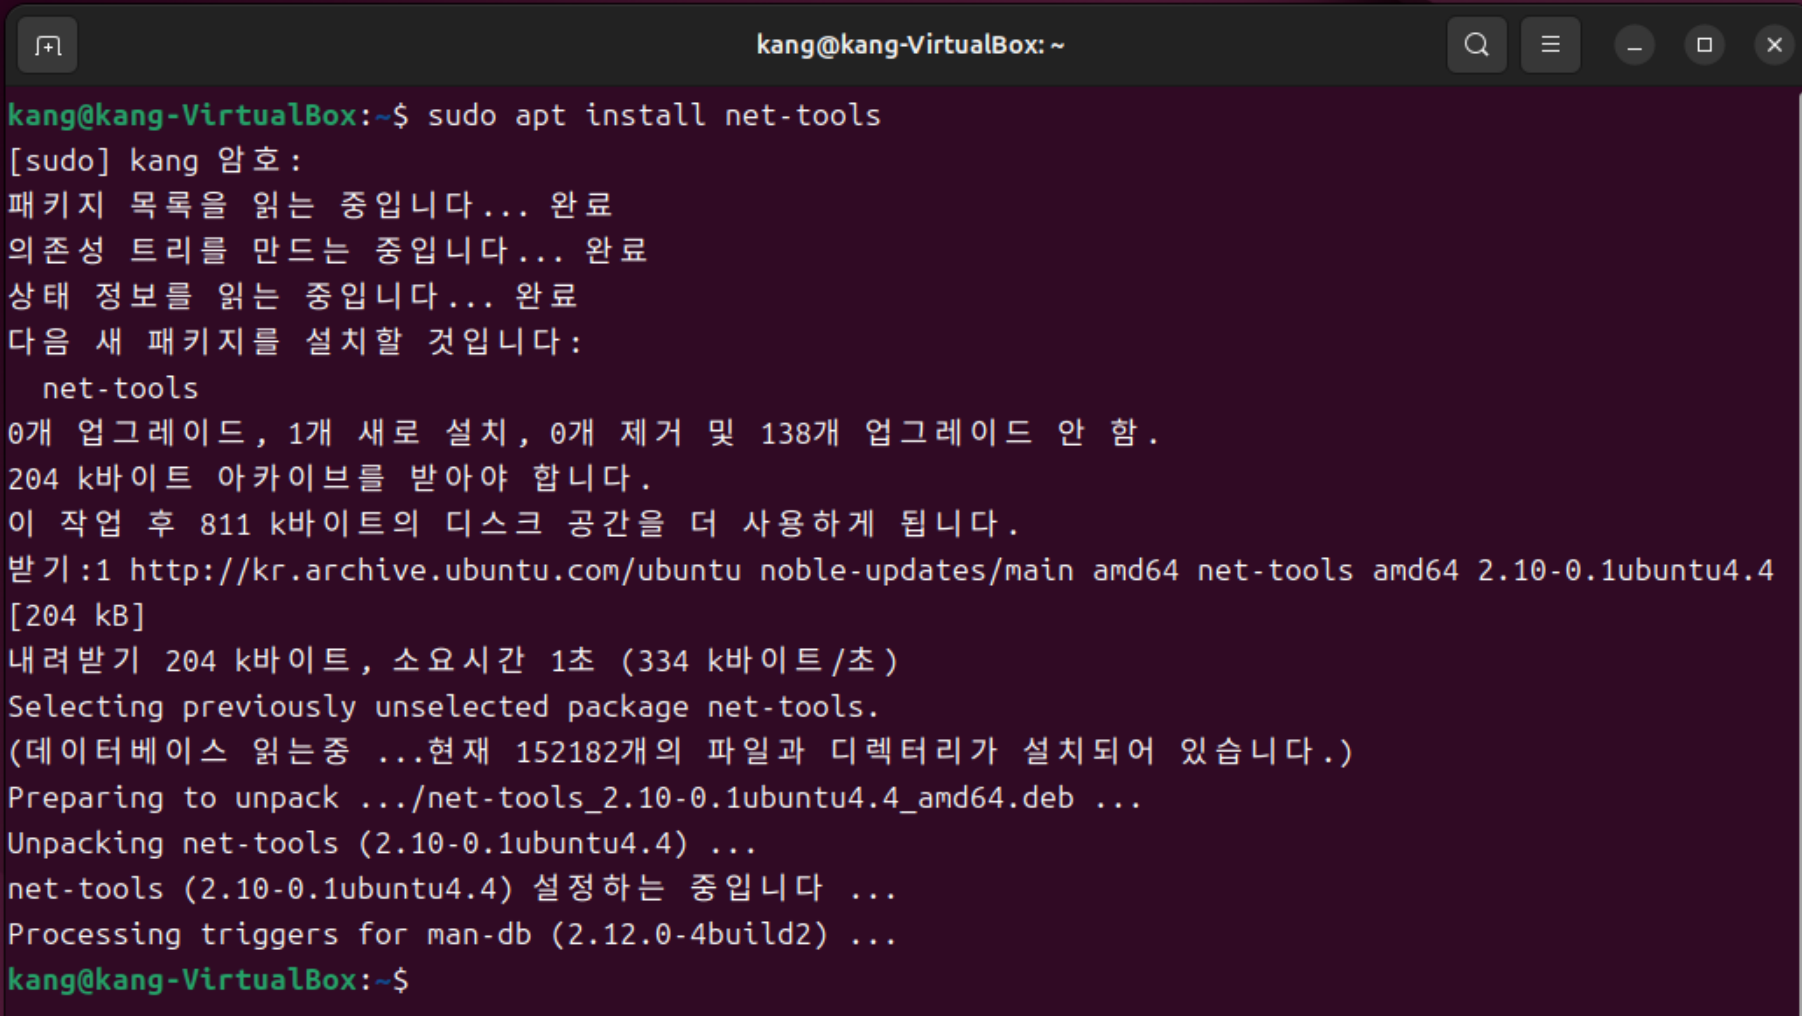 kang@kang-VirtualBox: ~
kang@kang-VirtualBox:~$ sudo apt install net-tools
[sudo] kang 암호:
패키지 목록을 읽는 중입니다... 완료
의존성 트리를 만드는 중입니다... 완료
상태 정보를 읽는 중입니다... 완료
다음 새 패키지를 설치할 것입니다:
  net-tools
0개 업그레이드, 1개 새로 설치, 0개 제거 및 138개 업그레이드 안 함.
204 k바이트 아카이브를 받아야 합니다.
이 작업 후 811 k바이트의 디스크 공간을 더 사용하게 됩니다.
받기:1 http://kr.archive.ubuntu.com/ubuntu noble-updates/main amd64 net-tools amd64 2.10-0.1ubuntu4.4
[204 kB]
내려받기 204 k바이트, 소요시간 1초 (334 k바이트/초)
Selecting previously unselected package net-tools.
(데이터베이스 읽는중 ...현재 152182개의 파일과 디렉터리가 설치되어 있습니다.)
Preparing to unpack .../net-tools_2.10-0.1ubuntu4.4_amd64.deb ...
Unpacking net-tools (2.10-0.1ubuntu4.4) ...
net-tools (2.10-0.1ubuntu4.4) 설정하는 중입니다 ...
Processing triggers for man-db (2.12.0-4build2) ...
kang@kang-VirtualBox:~$